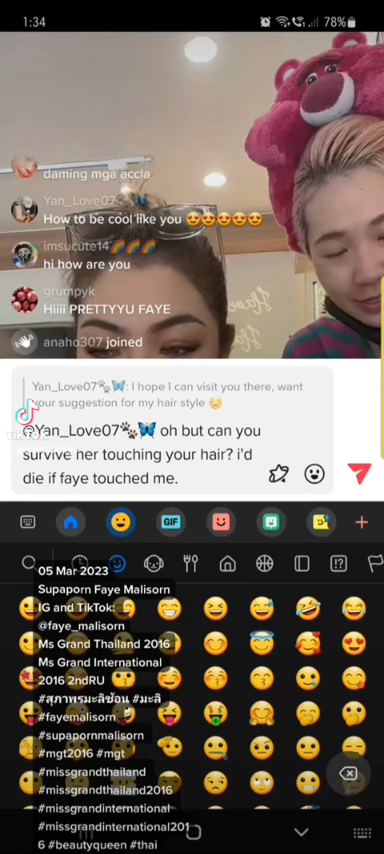 1:34
78%
daming mga accla
Yan_Love07🐾🦋
How to be cool like you 😍😍😍😍😍
imsucute14🌈🌈🌈
hi how are you
grumpyk
Hiiii PRETTYYU FAYE
anaho307 joined
Yan_Love07🐾🦋: I hope I can visit you there, want
your suggestion for my hair style
@Yan_Love07🐾🦋 oh but can you
survive her touching your hair? i'd
die if faye touched me.
TikTok
GIF
05 Mar 2023
Supaporn Faye Malisorn
IG and TikTok:
@faye_malisorn
Ms Grand Thailand 2016
Ms Grand International
2016 2ndRU
#สุภาพรมะลิซ้อน #มะลิ
#fayemalisorn
#supapornmalisorn
#mgt2016 #mgt
#missgrandthailand
#missgrandthailand2016
#missgrandinternational
#missgrandinternational201
6 #beautyqueen #thai